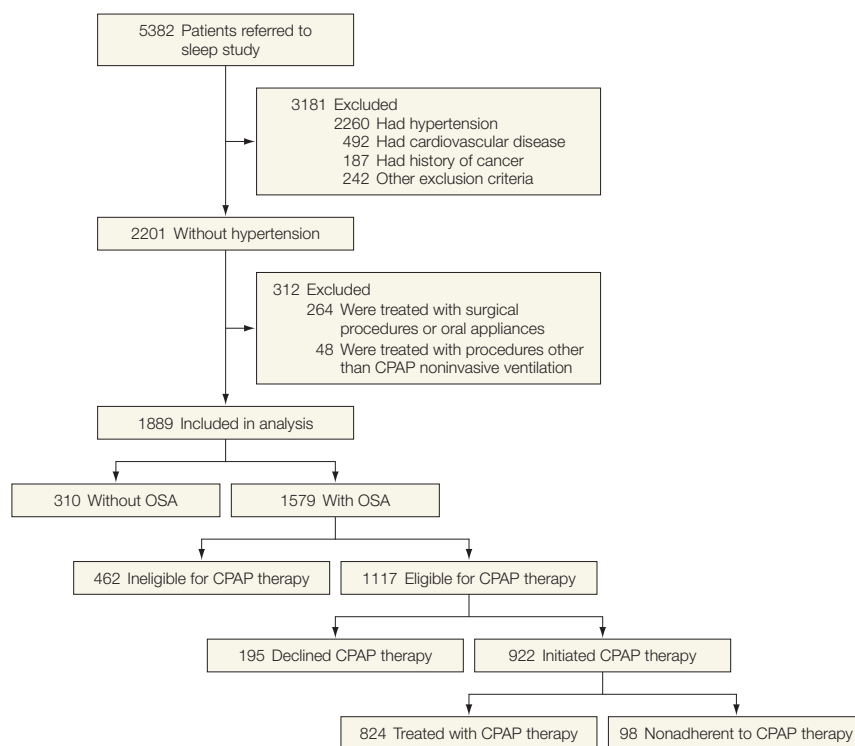 5382 Patients referred to
sleep study
3181 Excluded
2260 Had hypertension
492 Had cardiovascular disease
187 Had history of cancer
242 Other exclusion criteria
2201 Without hypertension
312 Excluded
264 Were treated with surgical
procedures or oral appliances
48 Were treated with procedures other
than CPAP noninvasive ventilation
1889 Included in analysis
310 Without OSA
1579 With OSA
462 Ineligible for CPAP therapy
1117 Eligible for CPAP therapy
195 Declined CPAP therapy
922 Initiated CPAP therapy
824 Treated with CPAP therapy
98 Nonadherent to CPAP therapy